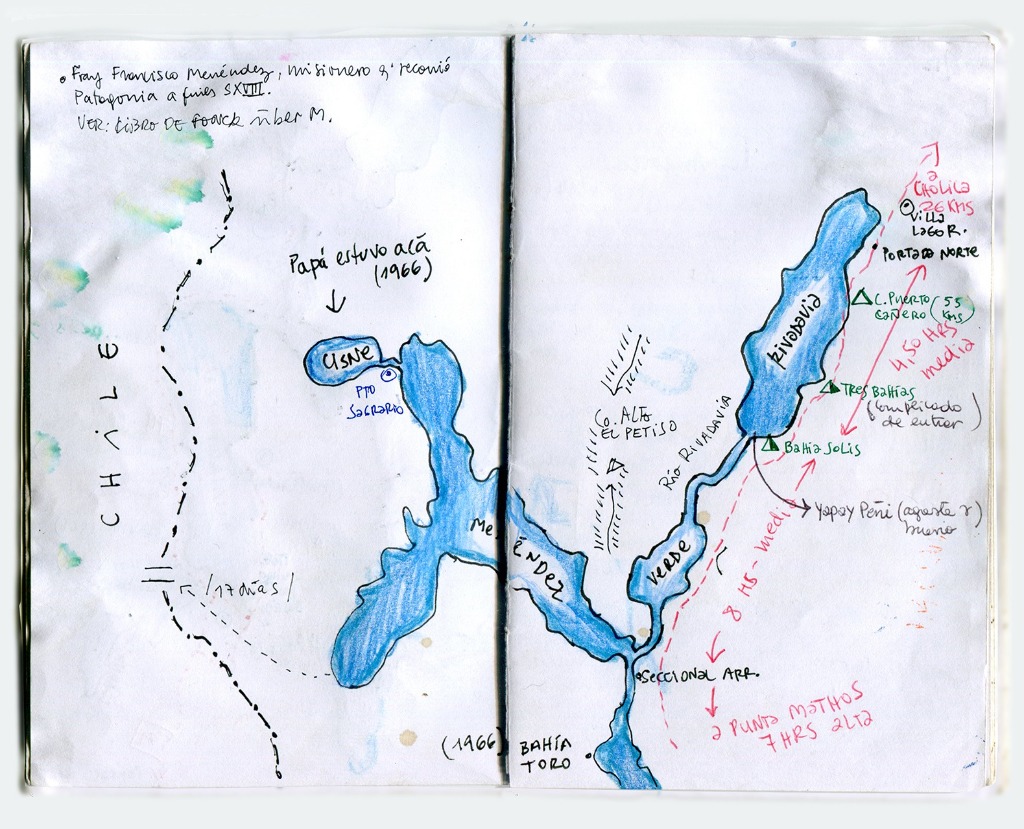 • Fray Francisco Menéndez, misionero q' recorrió
Patagonia a fines SXVIII.
VER: LIBRO DE FONCK über M.
CHILE
Papá estuvo acá
(1966)
CISNE
PTO
SAGRARIO
MENÉNDEZ
/17 días/
(1966) BAHÍA
TORO
Co. ALTO
EL PETISO
RÍO RIVADAVIA
RIVADAVIA
VERDE
SECCIONAL ARR.
a
CHOLILA
26 KMS
VILLA
LAGO R.
PORTADA NORTE
C. PUERTO (55
CAÑERO kms)
4,50 HRS
media
TRES BAHÍAS
(complicado
de entrar)
BAHÍA SOLIS
Yapay Peñi
bueno
8 HS - media
a PUNTA MATHOS
7 HRS alta